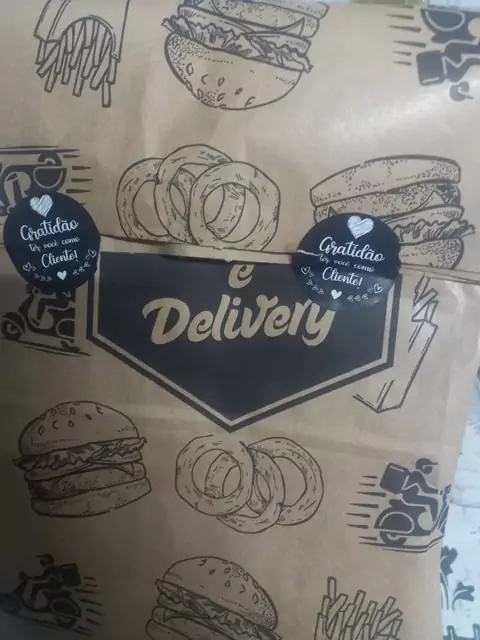 Gratidão
ter você como
Cliente!
Gratidão
ter você como
Cliente!
e
Delivery